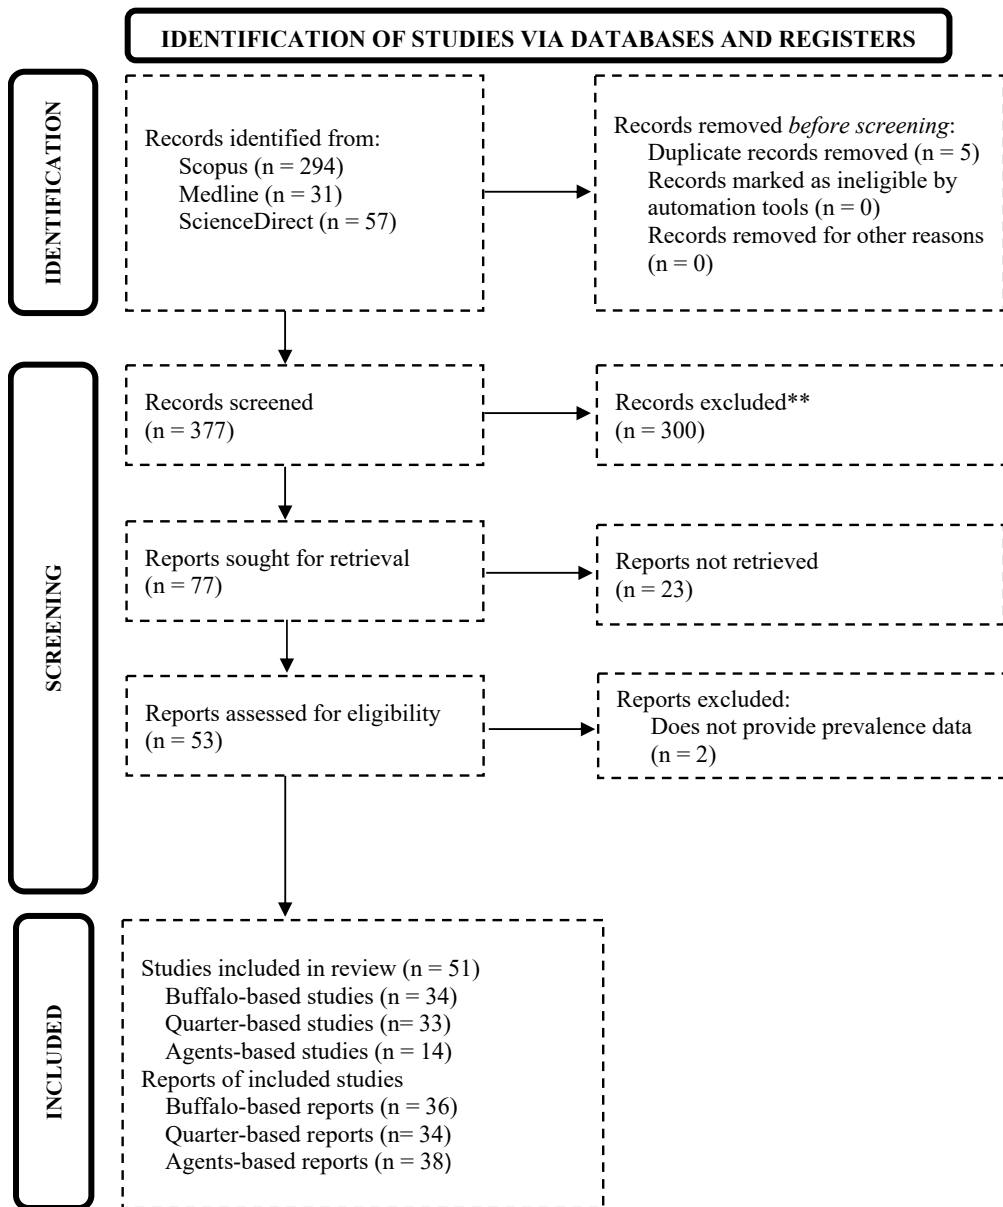 IDENTIFICATION OF STUDIES VIA DATABASES AND REGISTERS
IDENTIFICATION
Records identified from:
Scopus (n = 294)
Medline (n = 31)
ScienceDirect (n = 57)
Records removed before screening:
Duplicate records removed (n = 5)
Records marked as ineligible by
automation tools (n = 0)
Records removed for other reasons
(n = 0)
SCREENING
Records screened
(n = 377)
Records excluded**
(n = 300)
Reports sought for retrieval
(n = 77)
Reports not retrieved
(n = 23)
Reports assessed for eligibility
(n = 53)
Reports excluded:
Does not provide prevalence data
(n = 2)
INCLUDED
Studies included in review (n = 51)
Buffalo-based studies (n = 34)
Quarter-based studies (n= 33)
Agents-based studies (n = 14)
Reports of included studies
Buffalo-based reports (n = 36)
Quarter-based reports (n= 34)
Agents-based reports (n = 38)